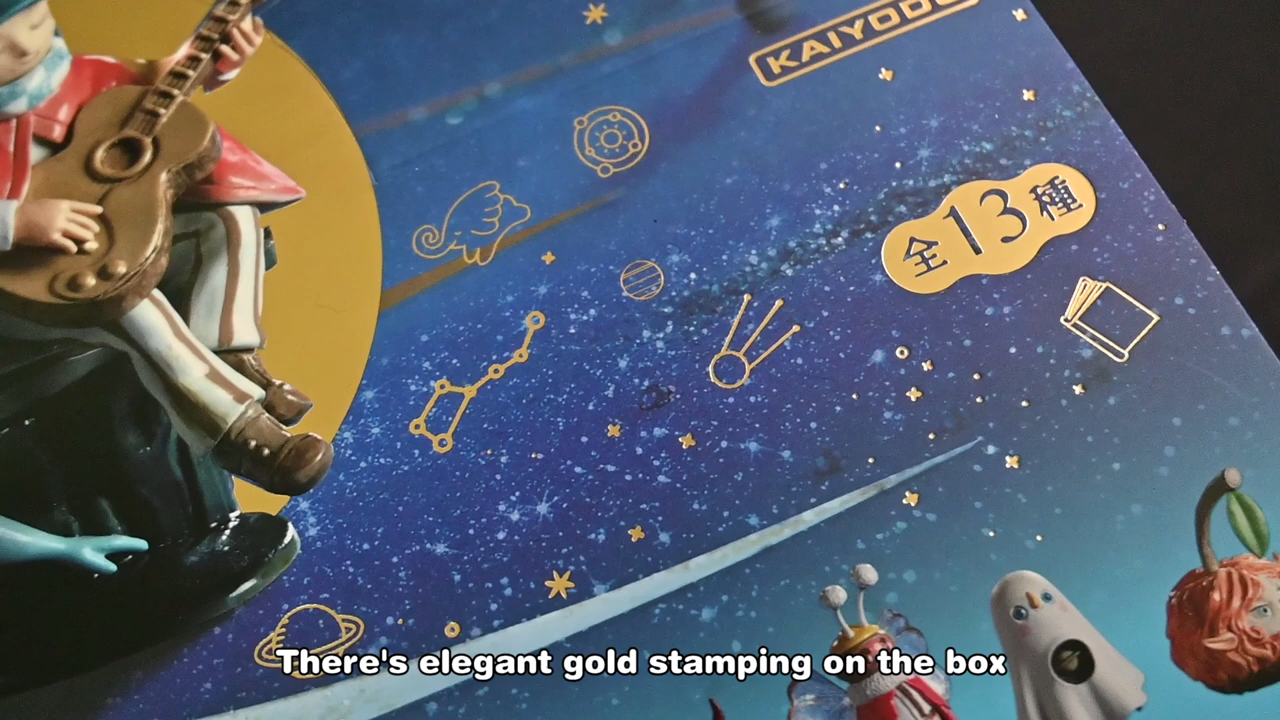 KAIYODO
全13種
There's elegant gold stamping on the box